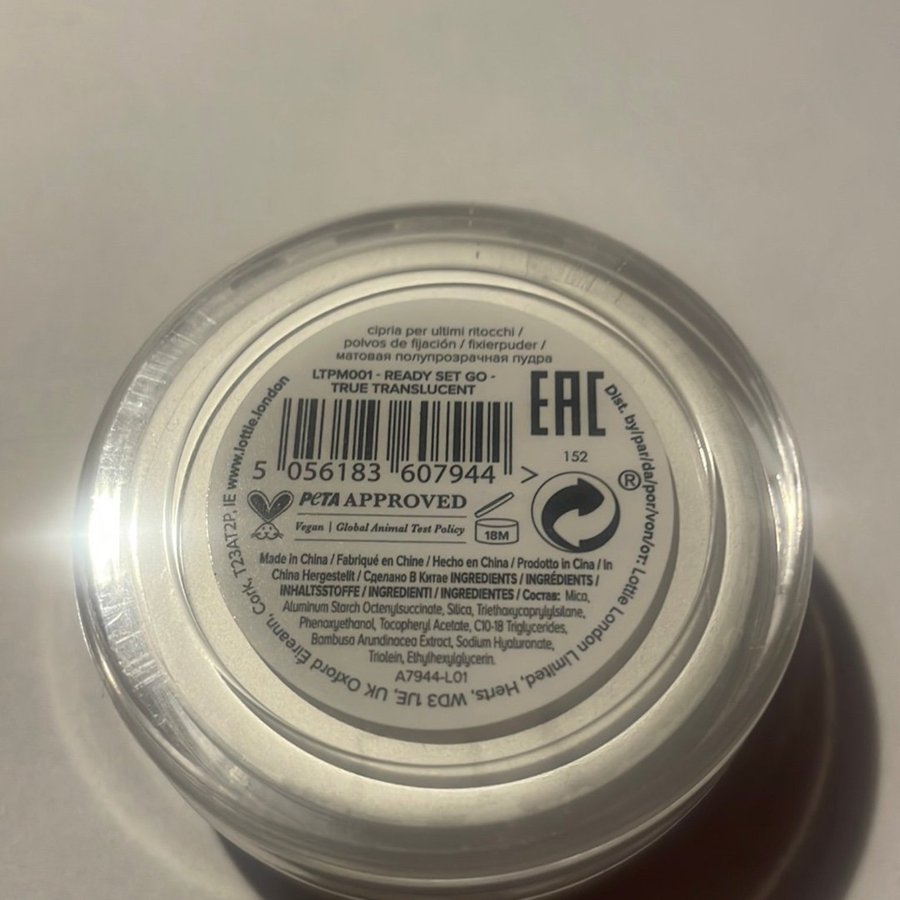 cipria per ultimi ritocchi /
polvos de fijación / fixierpuder /
матовая полупрозрачная пудра
LTPM001 - READY SET GO -
TRUE TRANSLUCENT
EAC
152
5 056183 607944 >
PETA APPROVED
Vegan | Global Animal Test Policy
18M
®
Made in China / Fabriqué en Chine / Hecho en China / Prodotto in Cina / In
China Hergestellt / Сделано В Китае INGREDIENTS / INGRÉDIENTS /
INHALTSSTOFFE / INGREDIENTI / INGREDIENTES / Состав: Mica,
Aluminum Starch Octenylsuccinate, Silica, Triethoxycaprylylsilane,
Phenoxyethanol, Tocopheryl Acetate, C10-18 Triglycerides,
Bambusa Arundinacea Extract, Sodium Hyaluronate,
Triolein, Ethylhexylglycerin.
A7944-L01
Dist. by/par/da/por/von/от: Lottie London Limited, Herts, WD3 1JE, UK Oxford Éireann, Cork, T23AT2P, IE www.lottie.london